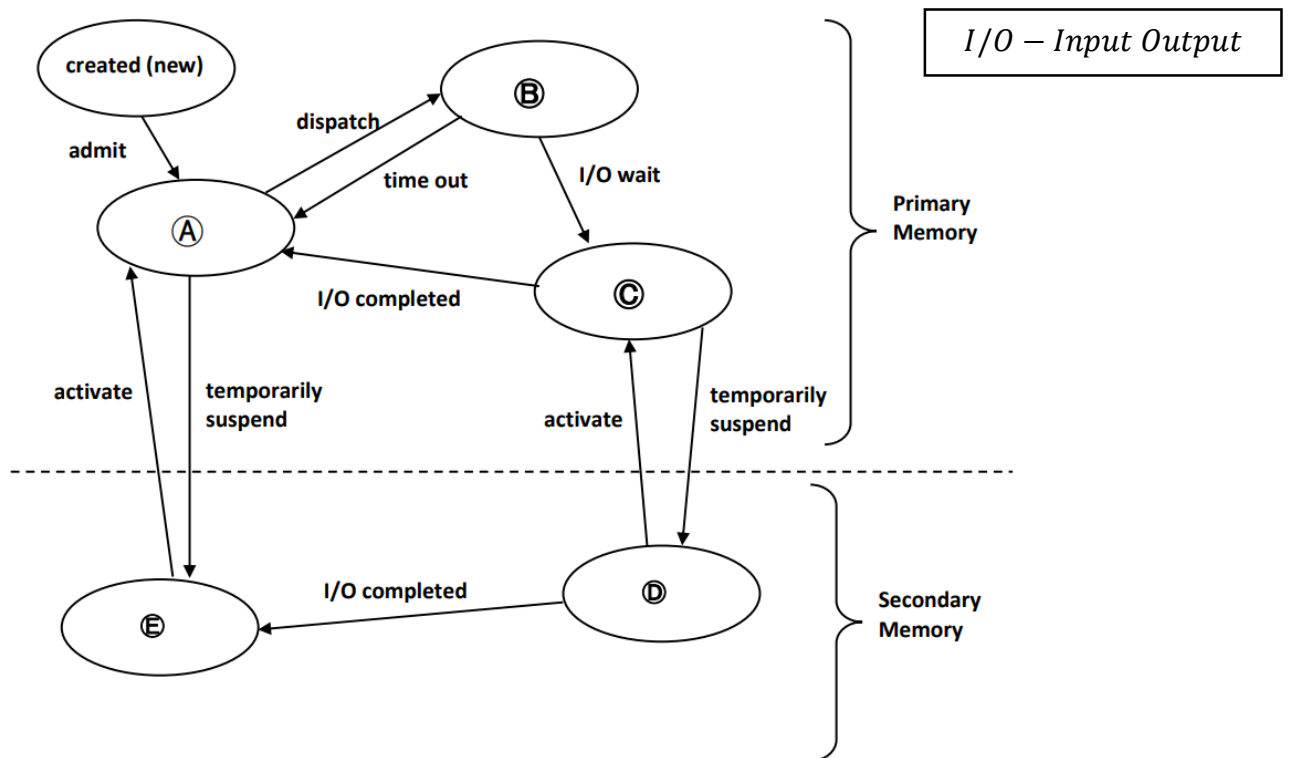 I/O – Input Output
created (new)
Ⓑ
dispatch
admit
time out
I/O wait
Primary
Memory
Ⓐ
Ⓒ
I/O completed
activate
temporarily
suspend
activate
temporarily
suspend
I/O completed
Ⓓ
Ⓔ
Secondary
Memory